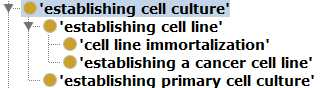 'establishing cell culture'
'establishing cell line'
'cell line immortalization'
'establishing a cancer cell line'
'establishing primary cell culture'